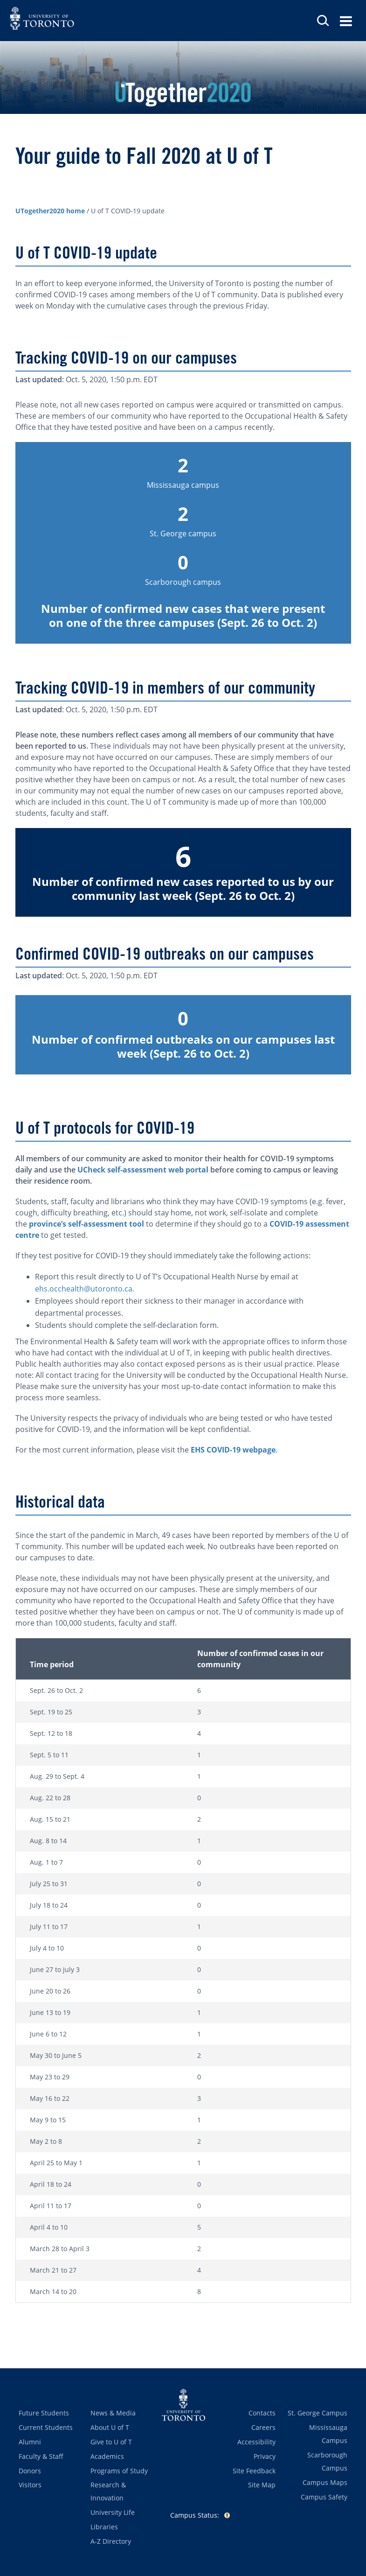 UNIVERSITY OF
TORONTO
UTogether2020
Your guide to Fall 2020 at U of T
UTogether2020 home / U of T COVID-19 update
U of T COVID-19 update
In an effort to keep everyone informed, the University of Toronto is posting the number of
confirmed COVID-19 cases among members of the U of T community. Data is published every
week on Monday with the cumulative cases through the previous Friday.
Tracking COVID-19 on our campuses
Last updated: Oct. 5, 2020, 1:50 p.m. EDT
Please note, not all new cases reported on campus were acquired or transmitted on campus.
These are members of our community who have reported to the Occupational Health & Safety
Office that they have tested positive and have been on a campus recently.
2
Mississauga campus
2
St. George campus
0
Scarborough campus
Number of confirmed new cases that were present
on one of the three campuses (Sept. 26 to Oct. 2)
Tracking COVID-19 in members of our community
Last updated: Oct. 5, 2020, 1:50 p.m. EDT
Please note, these numbers reflect cases among all members of our community that have
been reported to us. These individuals may not have been physically present at the university,
and exposure may not have occurred on our campuses. These are simply members of our
community who have reported to the Occupational Health & Safety Office that they have tested
positive whether they have been on campus or not. As a result, the total number of new cases
in our community may not equal the number of new cases on our campuses reported above,
which are included in this count. The U of T community is made up of more than 100,000
students, faculty and staff.
6
Number of confirmed new cases reported to us by our
community last week (Sept. 26 to Oct. 2)
Confirmed COVID-19 outbreaks on our campuses
Last updated: Oct. 5, 2020, 1:50 p.m. EDT
0
Number of confirmed outbreaks on our campuses last
week (Sept. 26 to Oct. 2)
U of T protocols for COVID-19
All members of our community are asked to monitor their health for COVID-19 symptoms
daily and use the UCheck self-assessment web portal before coming to campus or leaving
their residence room.
Students, staff, faculty and librarians who think they may have COVID-19 symptoms (e.g. fever,
cough, difficulty breathing, etc.) should stay home, not work, self-isolate and complete
the province's self-assessment tool to determine if they should go to a COVID-19 assessment
centre to get tested.
If they test positive for COVID-19 they should immediately take the following actions:
• Report this result directly to U of T's Occupational Health Nurse by email at
ehs.occhealth@utoronto.ca.
• Employees should report their sickness to their manager in accordance with
departmental processes.
• Students should complete the self-declaration form.
The Environmental Health & Safety team will work with the appropriate offices to inform those
who have had contact with the individual at U of T, in keeping with public health directives.
Public health authorities may also contact exposed persons as is their usual practice. Please
note: All contact tracing for the University will be conducted by the Occupational Health Nurse.
Please make sure the university has your most up-to-date contact information to make this
process more seamless.
The University respects the privacy of individuals who are being tested or who have tested
positive for COVID-19, and the information will be kept confidential.
For the most current information, please visit the EHS COVID-19 webpage.
Historical data
Since the start of the pandemic in March, 49 cases have been reported by members of the U of
T community. This number will be updated each week. No outbreaks have been reported on
our campuses to date.
Please note, these individuals may not have been physically present at the university, and
exposure may not have occurred on our campuses. These are simply members of our
community who have reported to the Occupational Health and Safety Office that they have
tested positive whether they have been on campus or not. The U of community is made up of
more than 100,000 students, faculty and staff.
Time period Number of confirmed cases in our
community
Sept. 26 to Oct. 2 6
Sept. 19 to 25 3
Sept. 12 to 18 4
Sept. 5 to 11 1
Aug. 29 to Sept. 4 1
Aug. 22 to 28 0
Aug. 15 to 21 2
Aug. 8 to 14 1
Aug. 1 to 7 0
July 25 to 31 0
July 18 to 24 0
July 11 to 17 1
July 4 to 10 0
June 27 to July 3 0
June 20 to 26 0
June 13 to 19 1
June 6 to 12 1
May 30 to June 5 2
May 23 to 29 0
May 16 to 22 3
May 9 to 15 1
May 2 to 8 2
April 25 to May 1 1
April 18 to 24 0
April 11 to 17 0
April 4 to 10 5
March 28 to April 3 2
March 21 to 27 4
March 14 to 20 8
Future Students
Current Students
Alumni
Faculty & Staff
Donors
Visitors
News & Media
About U of T
Give to U of T
Academics
Programs of Study
Research &
Innovation
University Life
Libraries
A-Z Directory
UNIVERSITY OF
TORONTO
Campus Status:
Contacts
Careers
Accessibility
Privacy
Site Feedback
Site Map
St. George Campus
Mississauga
Campus
Scarborough
Campus
Campus Maps
Campus Safety